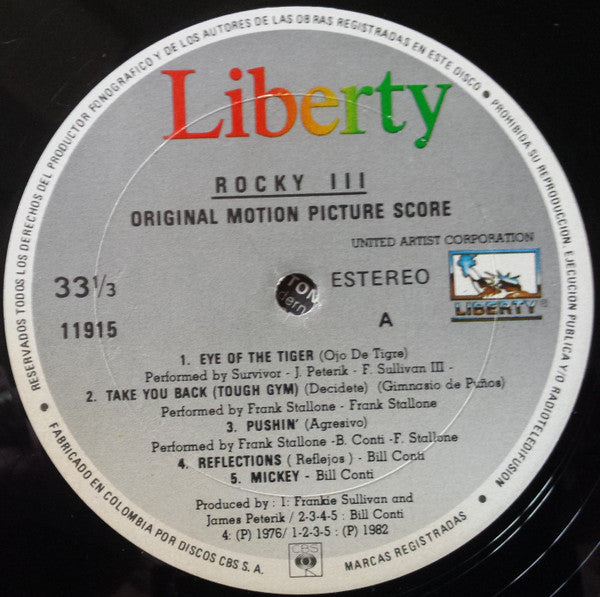 RESERVADOS TODOS LOS DERECHOS DEL PRODUCTOR FONOGRAFICO Y DE LOS AUTORES DE LAS OBRAS REGISTRADAS EN ESTE DISCO • PROHIBIDA SU REPRODUCCION, EJECUCION PUBLICA Y/O RADIOTELEDIFUSION
Liberty
ROCKY III
ORIGINAL MOTION PICTURE SCORE
UNITED ARTIST CORPORATION
33 1/3
ESTEREO
LIBERTY®
11915
A
1. EYE OF THE TIGER (Ojo De Tigre)
Performed by Survivor - J. Peterik - F. Sullivan III -
2. TAKE YOU BACK (TOUGH GYM) (Decidete) (Gimnasio de Puños)
Performed by Frank Stallone - Frank Stallone
3. PUSHIN' (Agresivo)
Performed by Frank Stallone -B. Conti -F. Stallone
4. REFLECTIONS ( Reflejos ) - Bill Conti
5. MICKEY - Bill Conti
Produced by : 1: Frankie Sullivan and
James Peterik / 2-3-4-5 : Bill Conti
4: (P) 1976/ 1-2-3-5 : (P) 1982
CBS
• FABRICADO EN COLOMBIA POR DISCOS CBS S. A.
MARCAS REGISTRADAS •